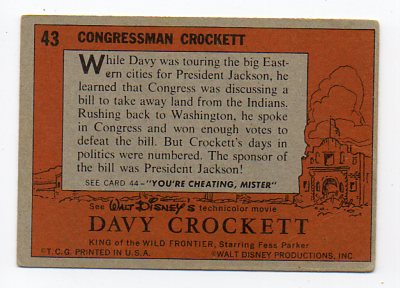 43 CONGRESSMAN CROCKETT
While Davy was touring the big East-
ern cities for President Jackson, he
learned that Congress was discussing a
bill to take away land from the Indians.
Rushing back to Washington, he spoke
in Congress and won enough votes to
defeat the bill. But Crockett's days in
politics were numbered. The sponsor of
the bill was President Jackson!
SEE CARD 44—"YOU'RE CHEATING, MISTER"
See Walt Disney's technicolor movie
DAVY CROCKETT
KING of the WILD FRONTIER, Starring Fess Parker
©T.C.G. PRINTED IN U.S.A. ©WALT DISNEY PRODUCTIONS, INC.